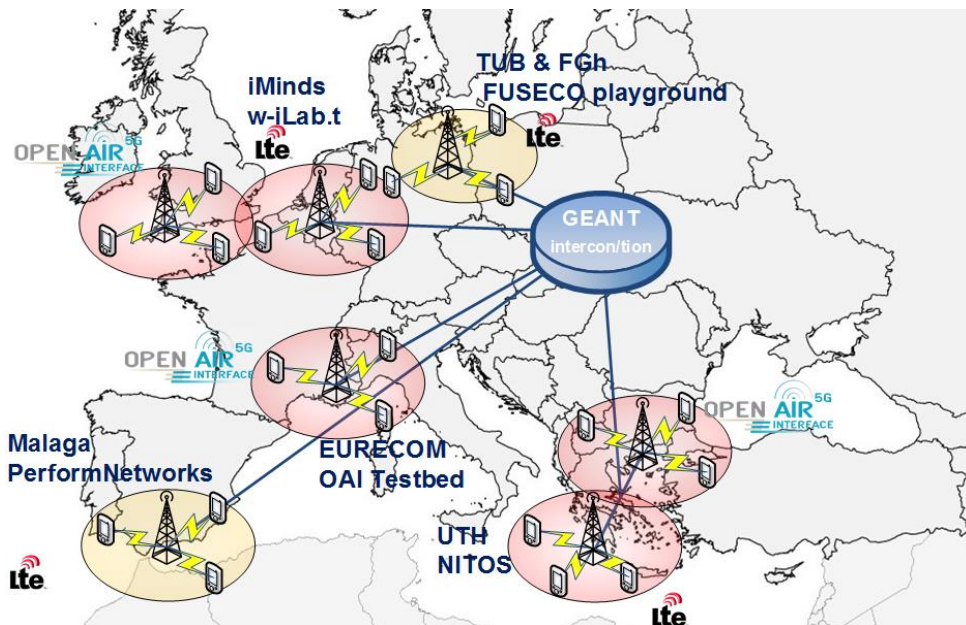 TUB & FGh
FUSECO playground
iMinds
w-iLab.t
Lte
Lte
OPEN AIR 5G
INTERFACE
GEANT
intercon/tion
OPEN AIR 5G
INTERFACE
OPEN AIR 5G
INTERFACE
Malaga
PerformNetworks
EURECOM
OAI Testbed
UTH
NITOS
Lte
Lte